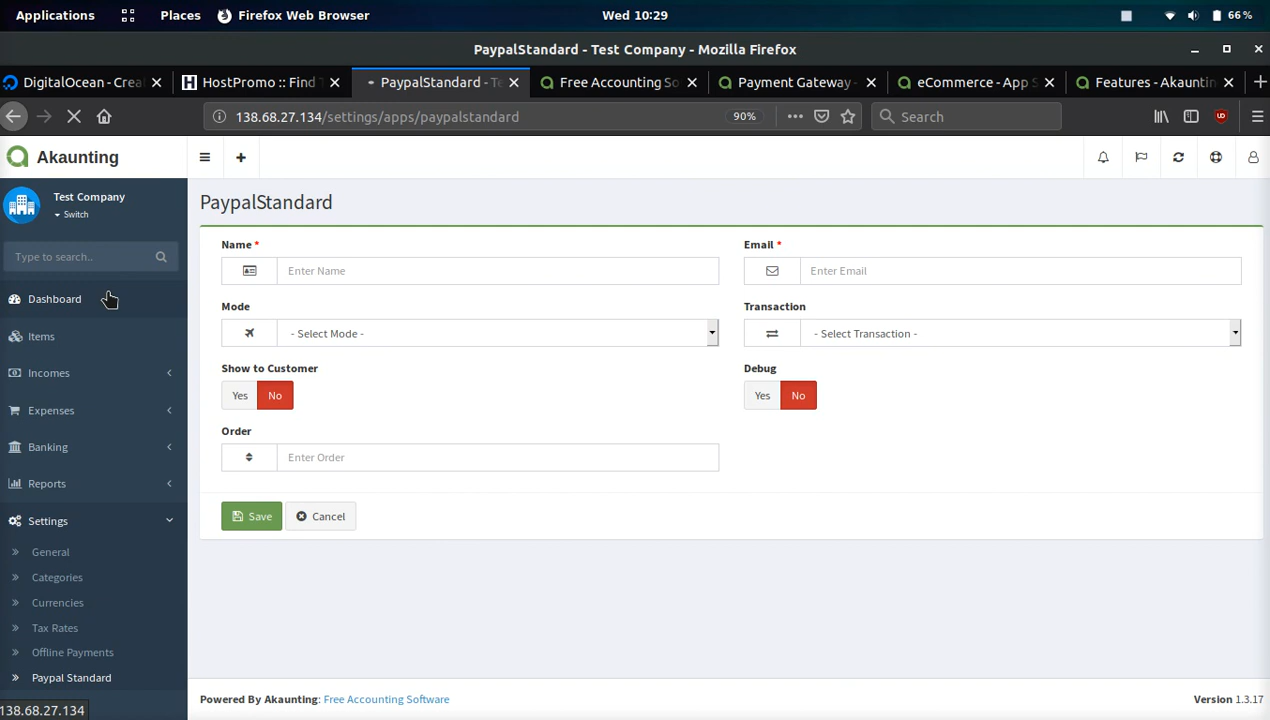 Applications Places Firefox Web Browser Wed 10:29 66%
PaypalStandard - Test Company - Mozilla Firefox
DigitalOcean - Crea HostPromo :: Find PaypalStandard - Te Free Accounting So Payment Gateway - eCommerce - App S Features - Akauntin
138.68.27.134/settings/apps/paypalstandard 90% Search
Akaunting
Test Company
Switch
PaypalStandard
Type to search..
Name * Email *
Enter Name Enter Email
Dashboard
Mode Transaction
Items - Select Mode - - Select Transaction -
Show to Customer Debug
Incomes
Yes No Yes No
Expenses
Order
Banking Enter Order
Reports
Save Cancel
Settings
General
Categories
Currencies
Tax Rates
Offline Payments
Paypal Standard
Powered By Akaunting: Free Accounting Software Version 1.3.17
138.68.27.134